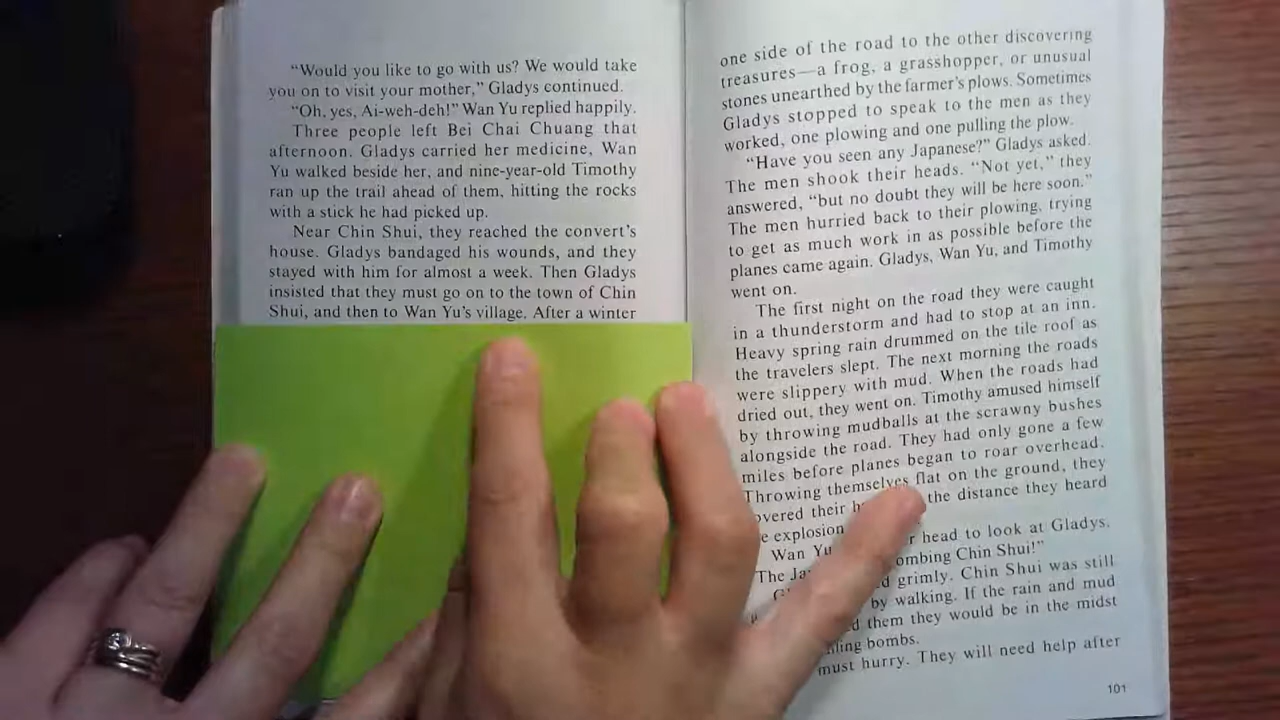 “Would you like to go with us? We would take
you on to visit your mother,” Gladys continued.
“Oh, yes, Ai-weh-deh!” Wan Yu replied happily.
Three people left Bei Chai Chuang that
afternoon. Gladys carried her medicine, Wan
Yu walked beside her, and nine-year-old Timothy
ran up the trail ahead of them, hitting the rocks
with a stick he had picked up.
Near Chin Shui, they reached the convert’s
house. Gladys bandaged his wounds, and they
stayed with him for almost a week. Then Gladys
insisted that they must go on to the town of Chin
Shui, and then to Wan Yu’s village. After a winter
one side of the road to the other discovering
treasures—a frog, a grasshopper, or unusual
stones unearthed by the farmer’s plows. Sometimes
Gladys stopped to speak to the men as they
worked, one plowing and one pulling the plow.
“Have you seen any Japanese?” Gladys asked.
The men shook their heads. “Not yet,” they
answered, “but no doubt they will be here soon.”
The men hurried back to their plowing, trying
to get as much work in as possible before the
planes came again. Gladys, Wan Yu, and Timothy
went on.
The first night on the road they were caught
in a thunderstorm and had to stop at an inn.
Heavy spring rain drummed on the tile roof as
the travelers slept. The next morning the roads
were slippery with mud. When the roads had
dried out, they went on. Timothy amused himself
by throwing mudballs at the scrawny bushes
alongside the road. They had only gone a few
miles before planes began to roar overhead.
Throwing themselves flat on the ground, they
overed their the distance they heard
e explosion
Wan Yu head to look at Gladys.
The ombing Chin Shui!”
d grimly. Chin Shui was still
by walking. If the rain and mud
d them they would be in the midst
bombs.
must hurry. They will need help after
101